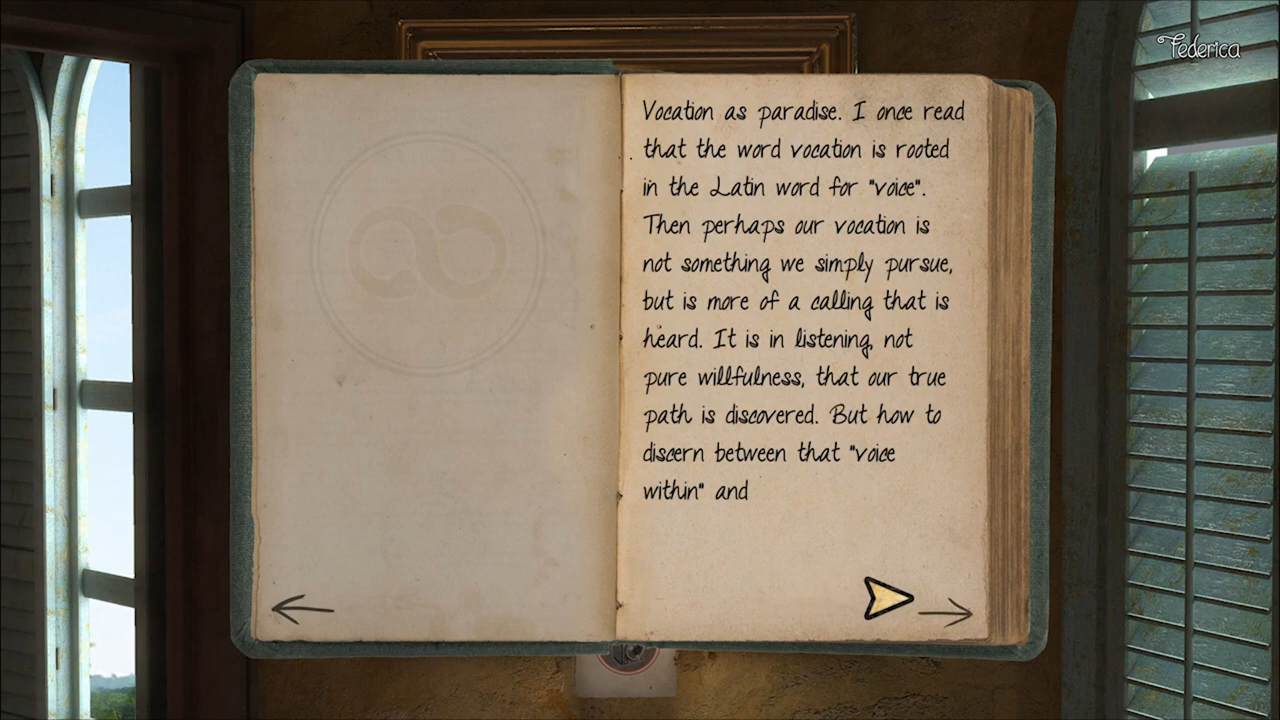 Federica
Vocation as paradise. I once read
that the word vocation is rooted
in the Latin word for "voice".
Then perhaps our vocation is
not something we simply pursue,
but is more of a calling that is
heard. It is in listening, not
pure willfulness, that our true
path is discovered. But how to
discern between that "voice
within" and